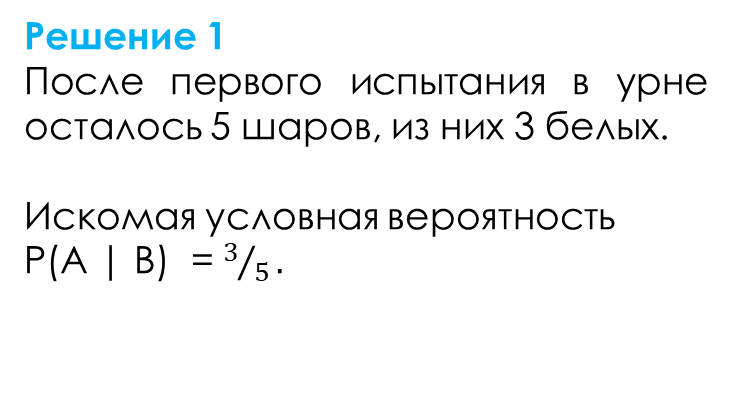 Решение 1
После первого испытания в урне
осталось 5 шаров, из них 3 белых.
Искомая условная вероятность
P(A | B) = 3/5.